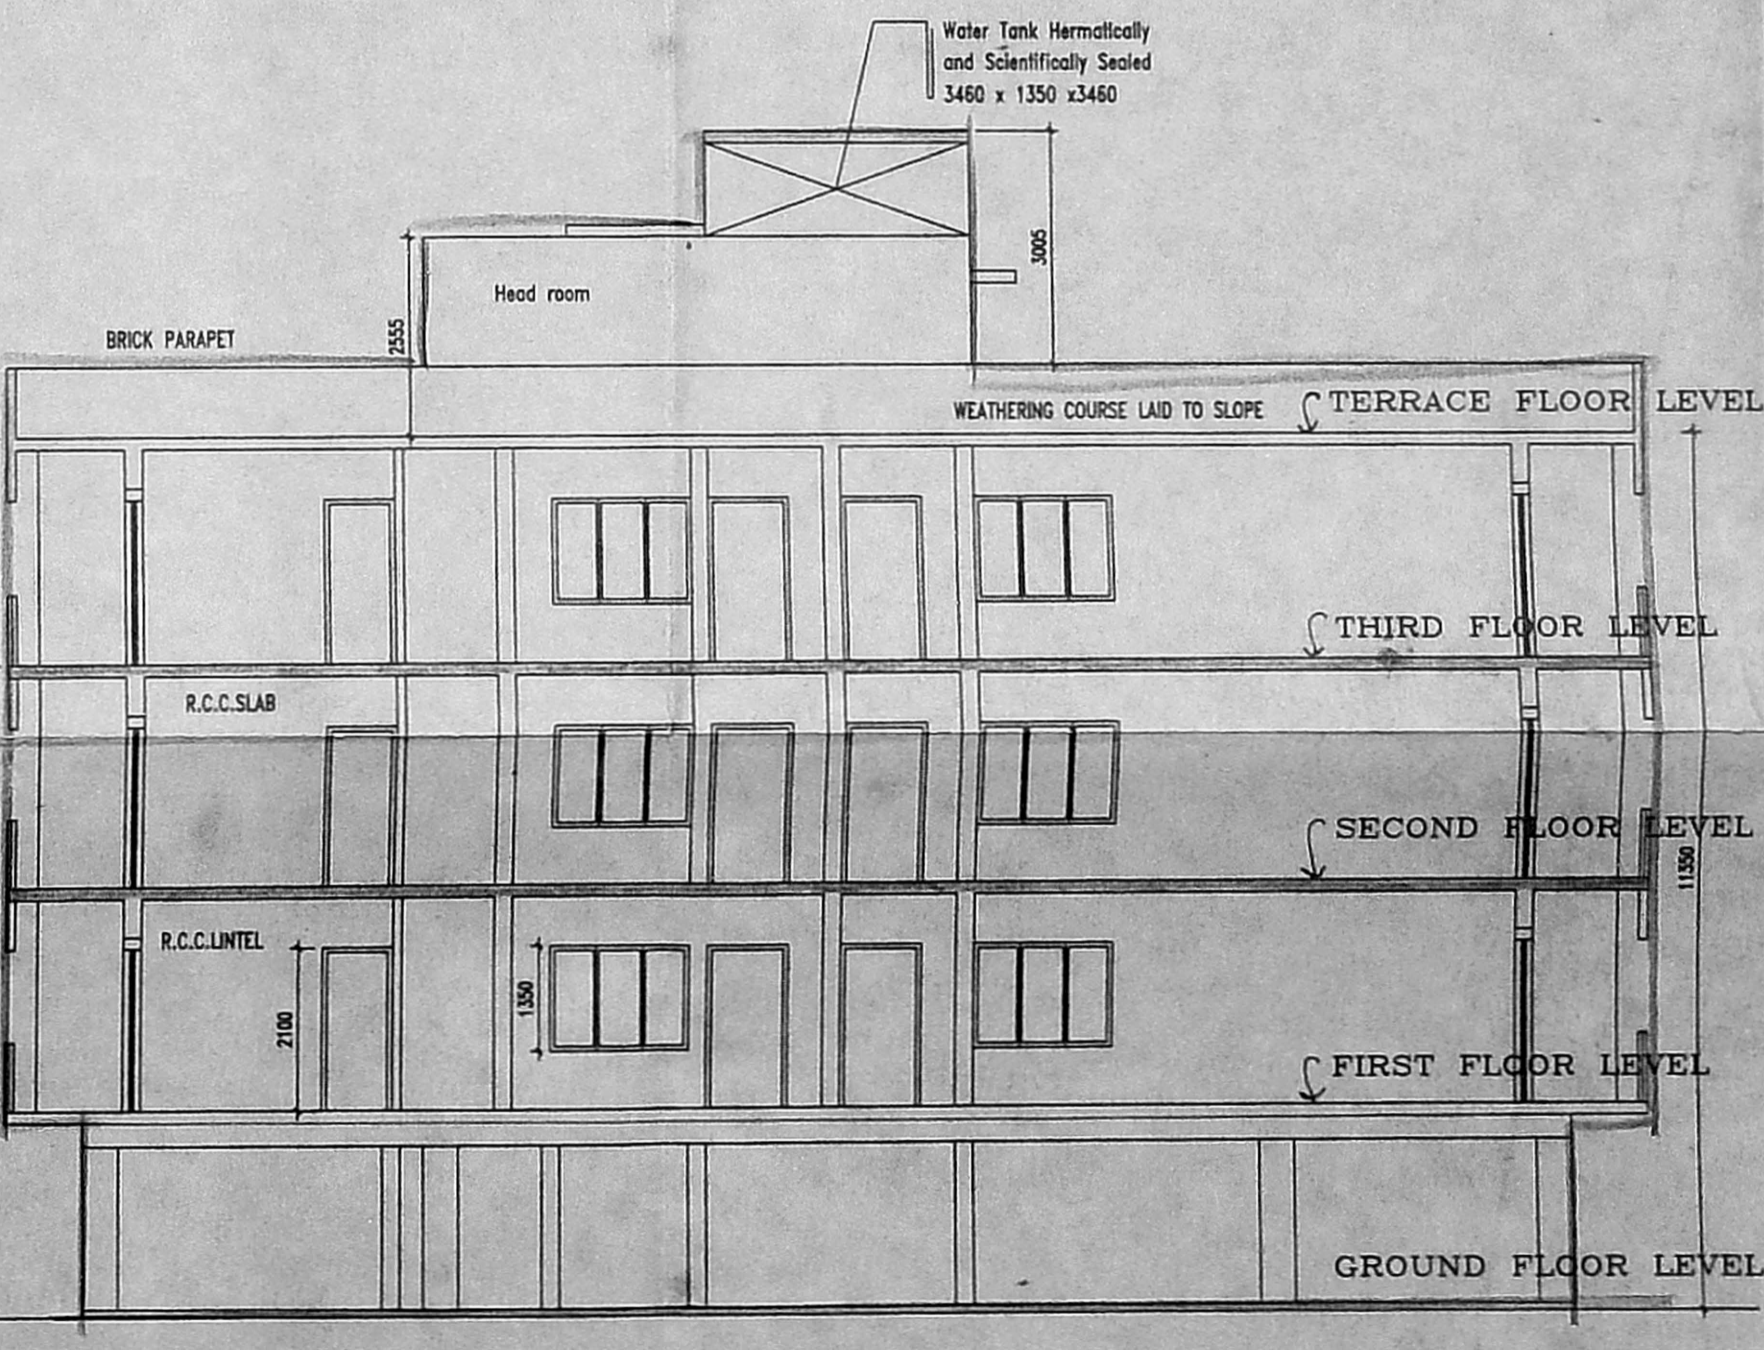 Water Tank Hermatically
and Scientifically Sealed
3460 x 1350 x3460
3005
Head room
2555
BRICK PARAPET
WEATHERING COURSE LAID TO SLOPE
TERRACE FLOOR LEVEL
THIRD FLOOR LEVEL
R.C.C.SLAB
SECOND FLOOR LEVEL
11350
R.C.C.LINTEL
1350
2100
FIRST FLOOR LEVEL
GROUND FLOOR LEVEL